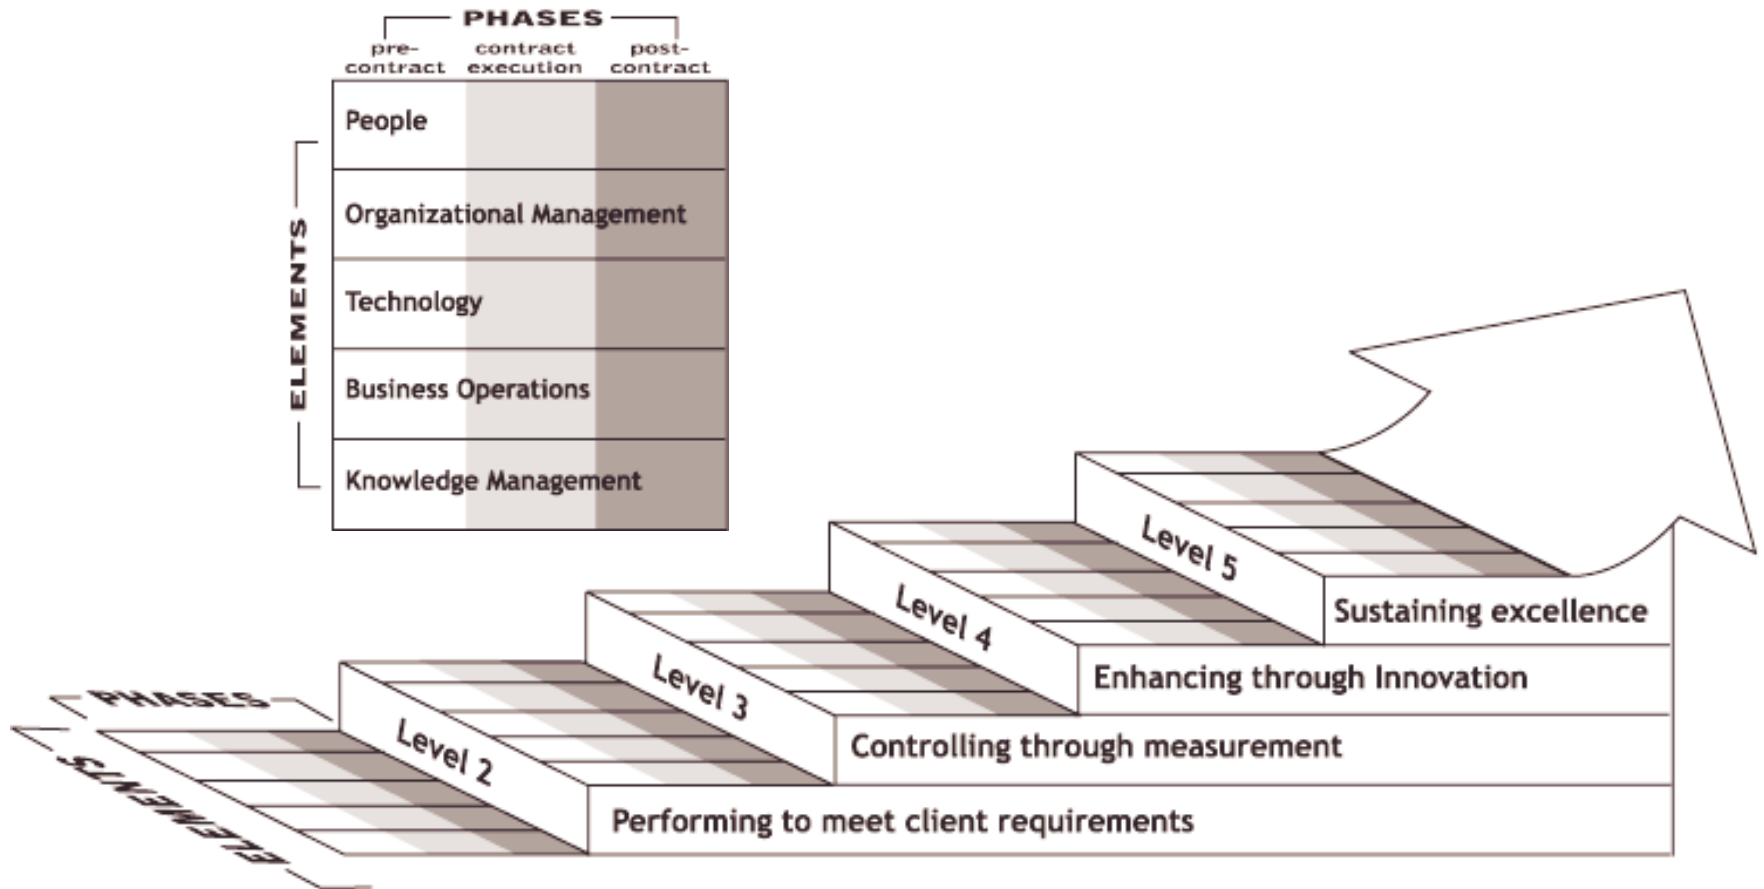 PHASES
pre-
contract
contract
execution
post-
contract
ELEMENTS
People
Organizational Management
Technology
Business Operations
Knowledge Management
Level 5
Sustaining excellence
Level 4
Enhancing through Innovation
Level 3
Controlling through measurement
Level 2
Performing to meet client requirements
PHASES
ELEMENTS